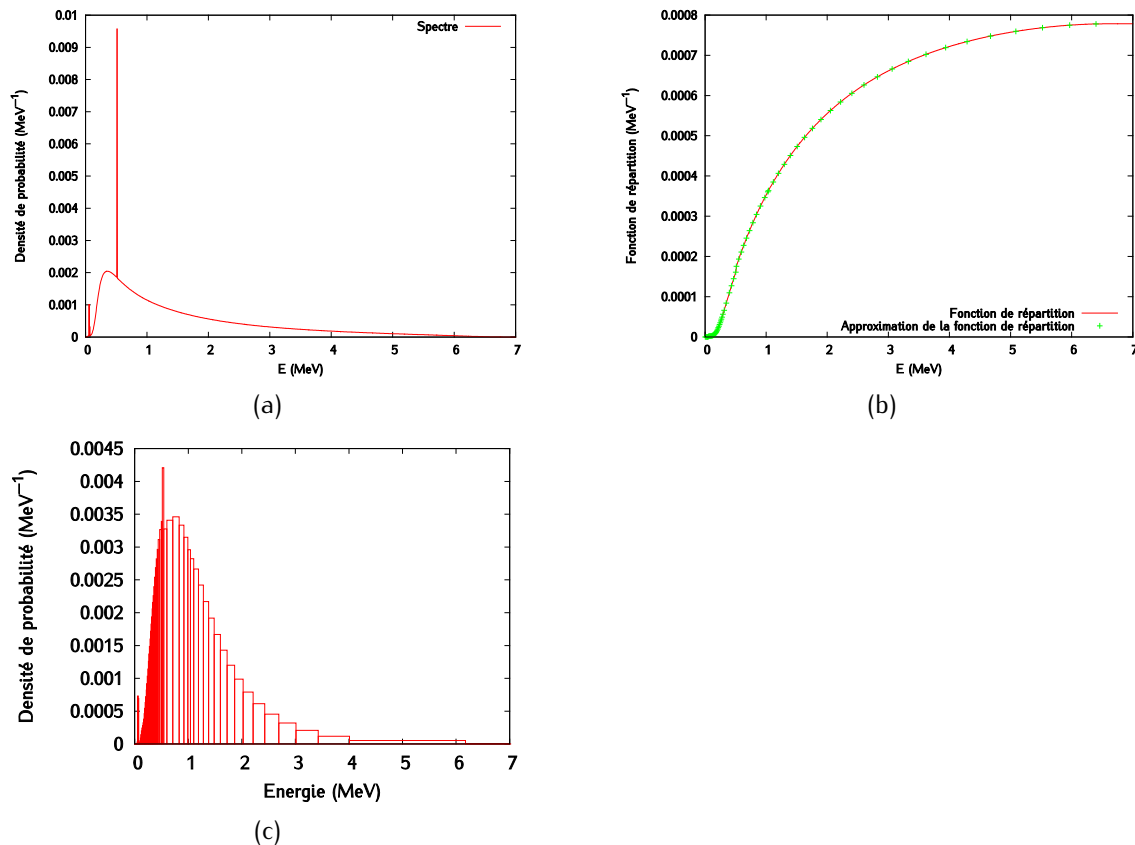 0.01
0.009
0.008
0.007
0.006
0.005
0.004
0.003
0.002
0.001
0
Densité de probabilité (MeV⁻¹)
Spectre
0 1 2 3 4 5 6 7
E (MeV)
(a)
0.0008
0.0007
0.0006
0.0005
0.0004
0.0003
0.0002
0.0001
0
Fonction de répartition (MeV⁻¹)
Fonction de répartition
Approximation de la fonction de répartition
0 1 2 3 4 5 6 7
E (MeV)
(b)
0.0045
0.004
0.0035
0.003
0.0025
0.002
0.0015
0.001
0.0005
0
Densité de probabilité (MeV⁻¹)
0 1 2 3 4 5 6 7
Energie (MeV)
(c)